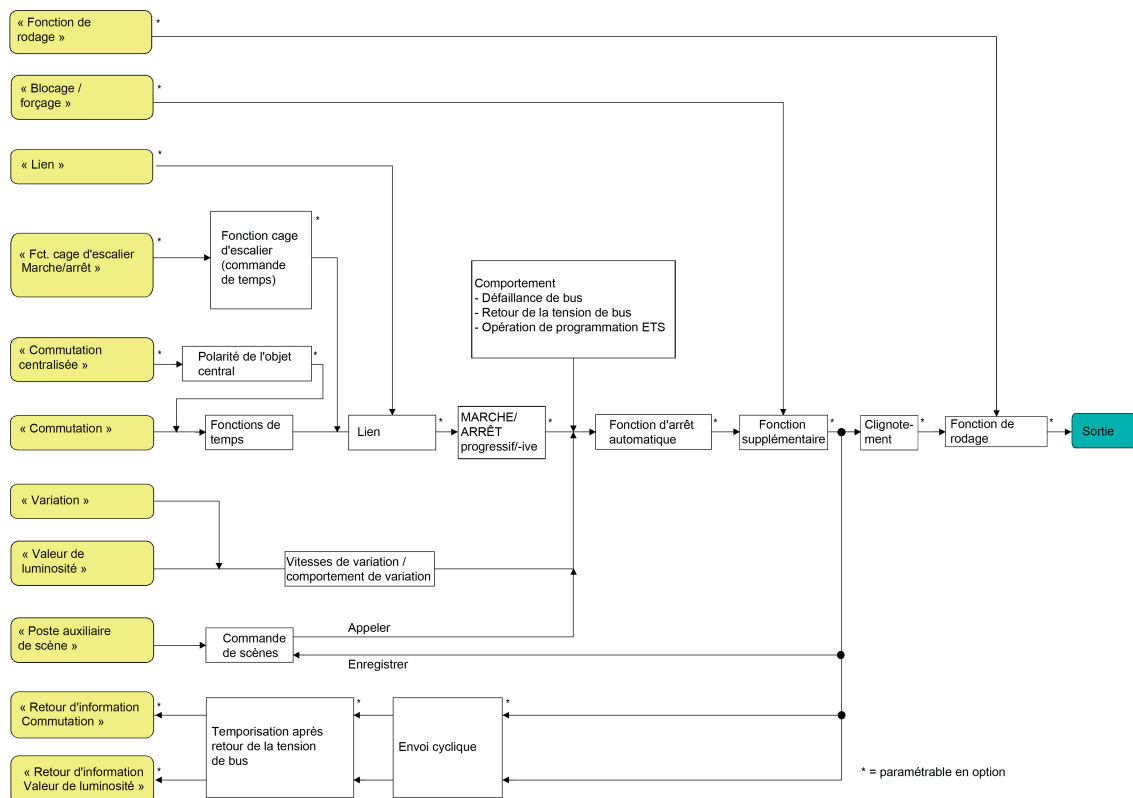 « Fonction de
rodage »
*
« Blocage /
forçage »
*
« Lien »
*
« Fct. cage d'escalier
Marche/arrêt »
*
Fonction cage
d'escalier
(commande
de temps)
*
Comportement
- Défaillance de bus
- Retour de la tension de bus
- Opération de programmation ETS
« Commutation
centralisée »
*
Polarité de l'objet
central
*
« Commutation »
Fonctions de
temps
Lien
*
MARCHE/
ARRÊT
progressif/-ive
*
Fonction d'arrêt
automatique
*
Fonction
supplémentaire
*
Clignote-
ment
*
Fonction de
rodage
*
Sortie
« Variation »
« Valeur de
luminosité »
Vitesses de variation /
comportement de variation
« Poste auxiliaire
de scène »
Commande
de scènes
Appeler
Enregistrer
« Retour d'information
Commutation »
*
Temporisation après
retour de la tension
de bus
*
Envoi cyclique
*
« Retour d'information
Valeur de luminosité »
*
* = paramétrable en option